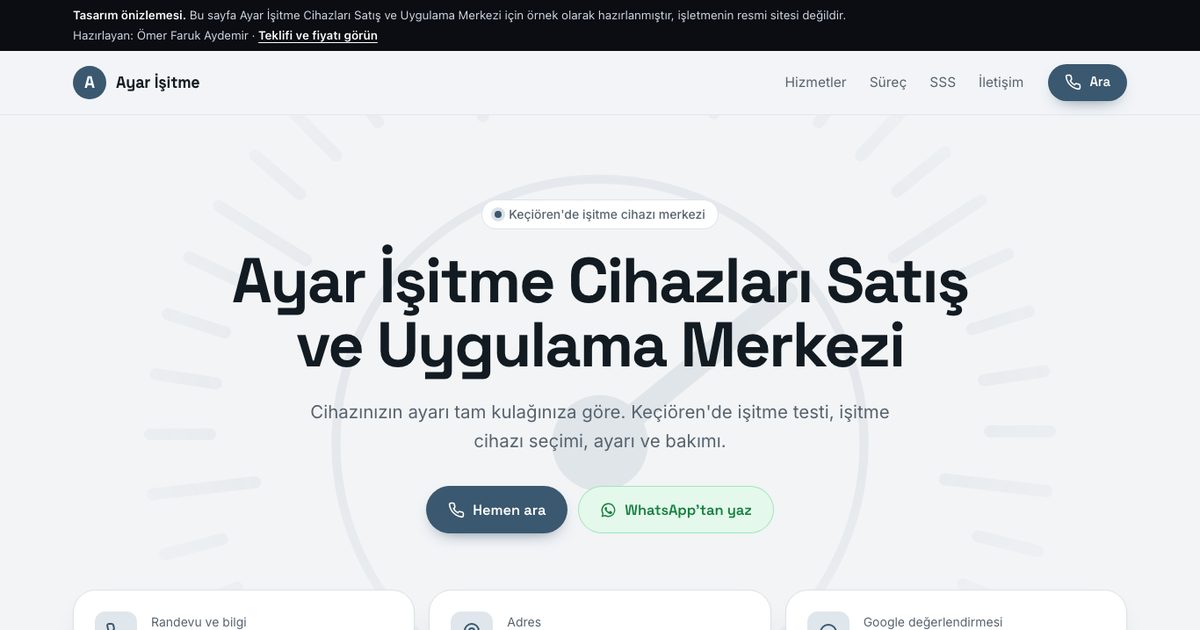 Tasarım önizlemesi. Bu sayfa Ayar İşitme Cihazları Satış ve Uygulama Merkezi için örnek olarak hazırlanmıştır, işletmenin resmi sitesi değildir.
Hazırlayan: Ömer Faruk Aydemir · Teklifi ve fiyatı görün
A Ayar İşitme
Hizmetler Süreç SSS İletişim Ara
Keçiören'de işitme cihazı merkezi
Ayar İşitme Cihazları Satış
ve Uygulama Merkezi
Cihazınızın ayarı tam kulağınıza göre. Keçiören'de işitme testi, işitme
cihazı seçimi, ayarı ve bakımı.
Hemen ara WhatsApp'tan yaz
Randevu ve bilgi Adres Google değerlendirmesi